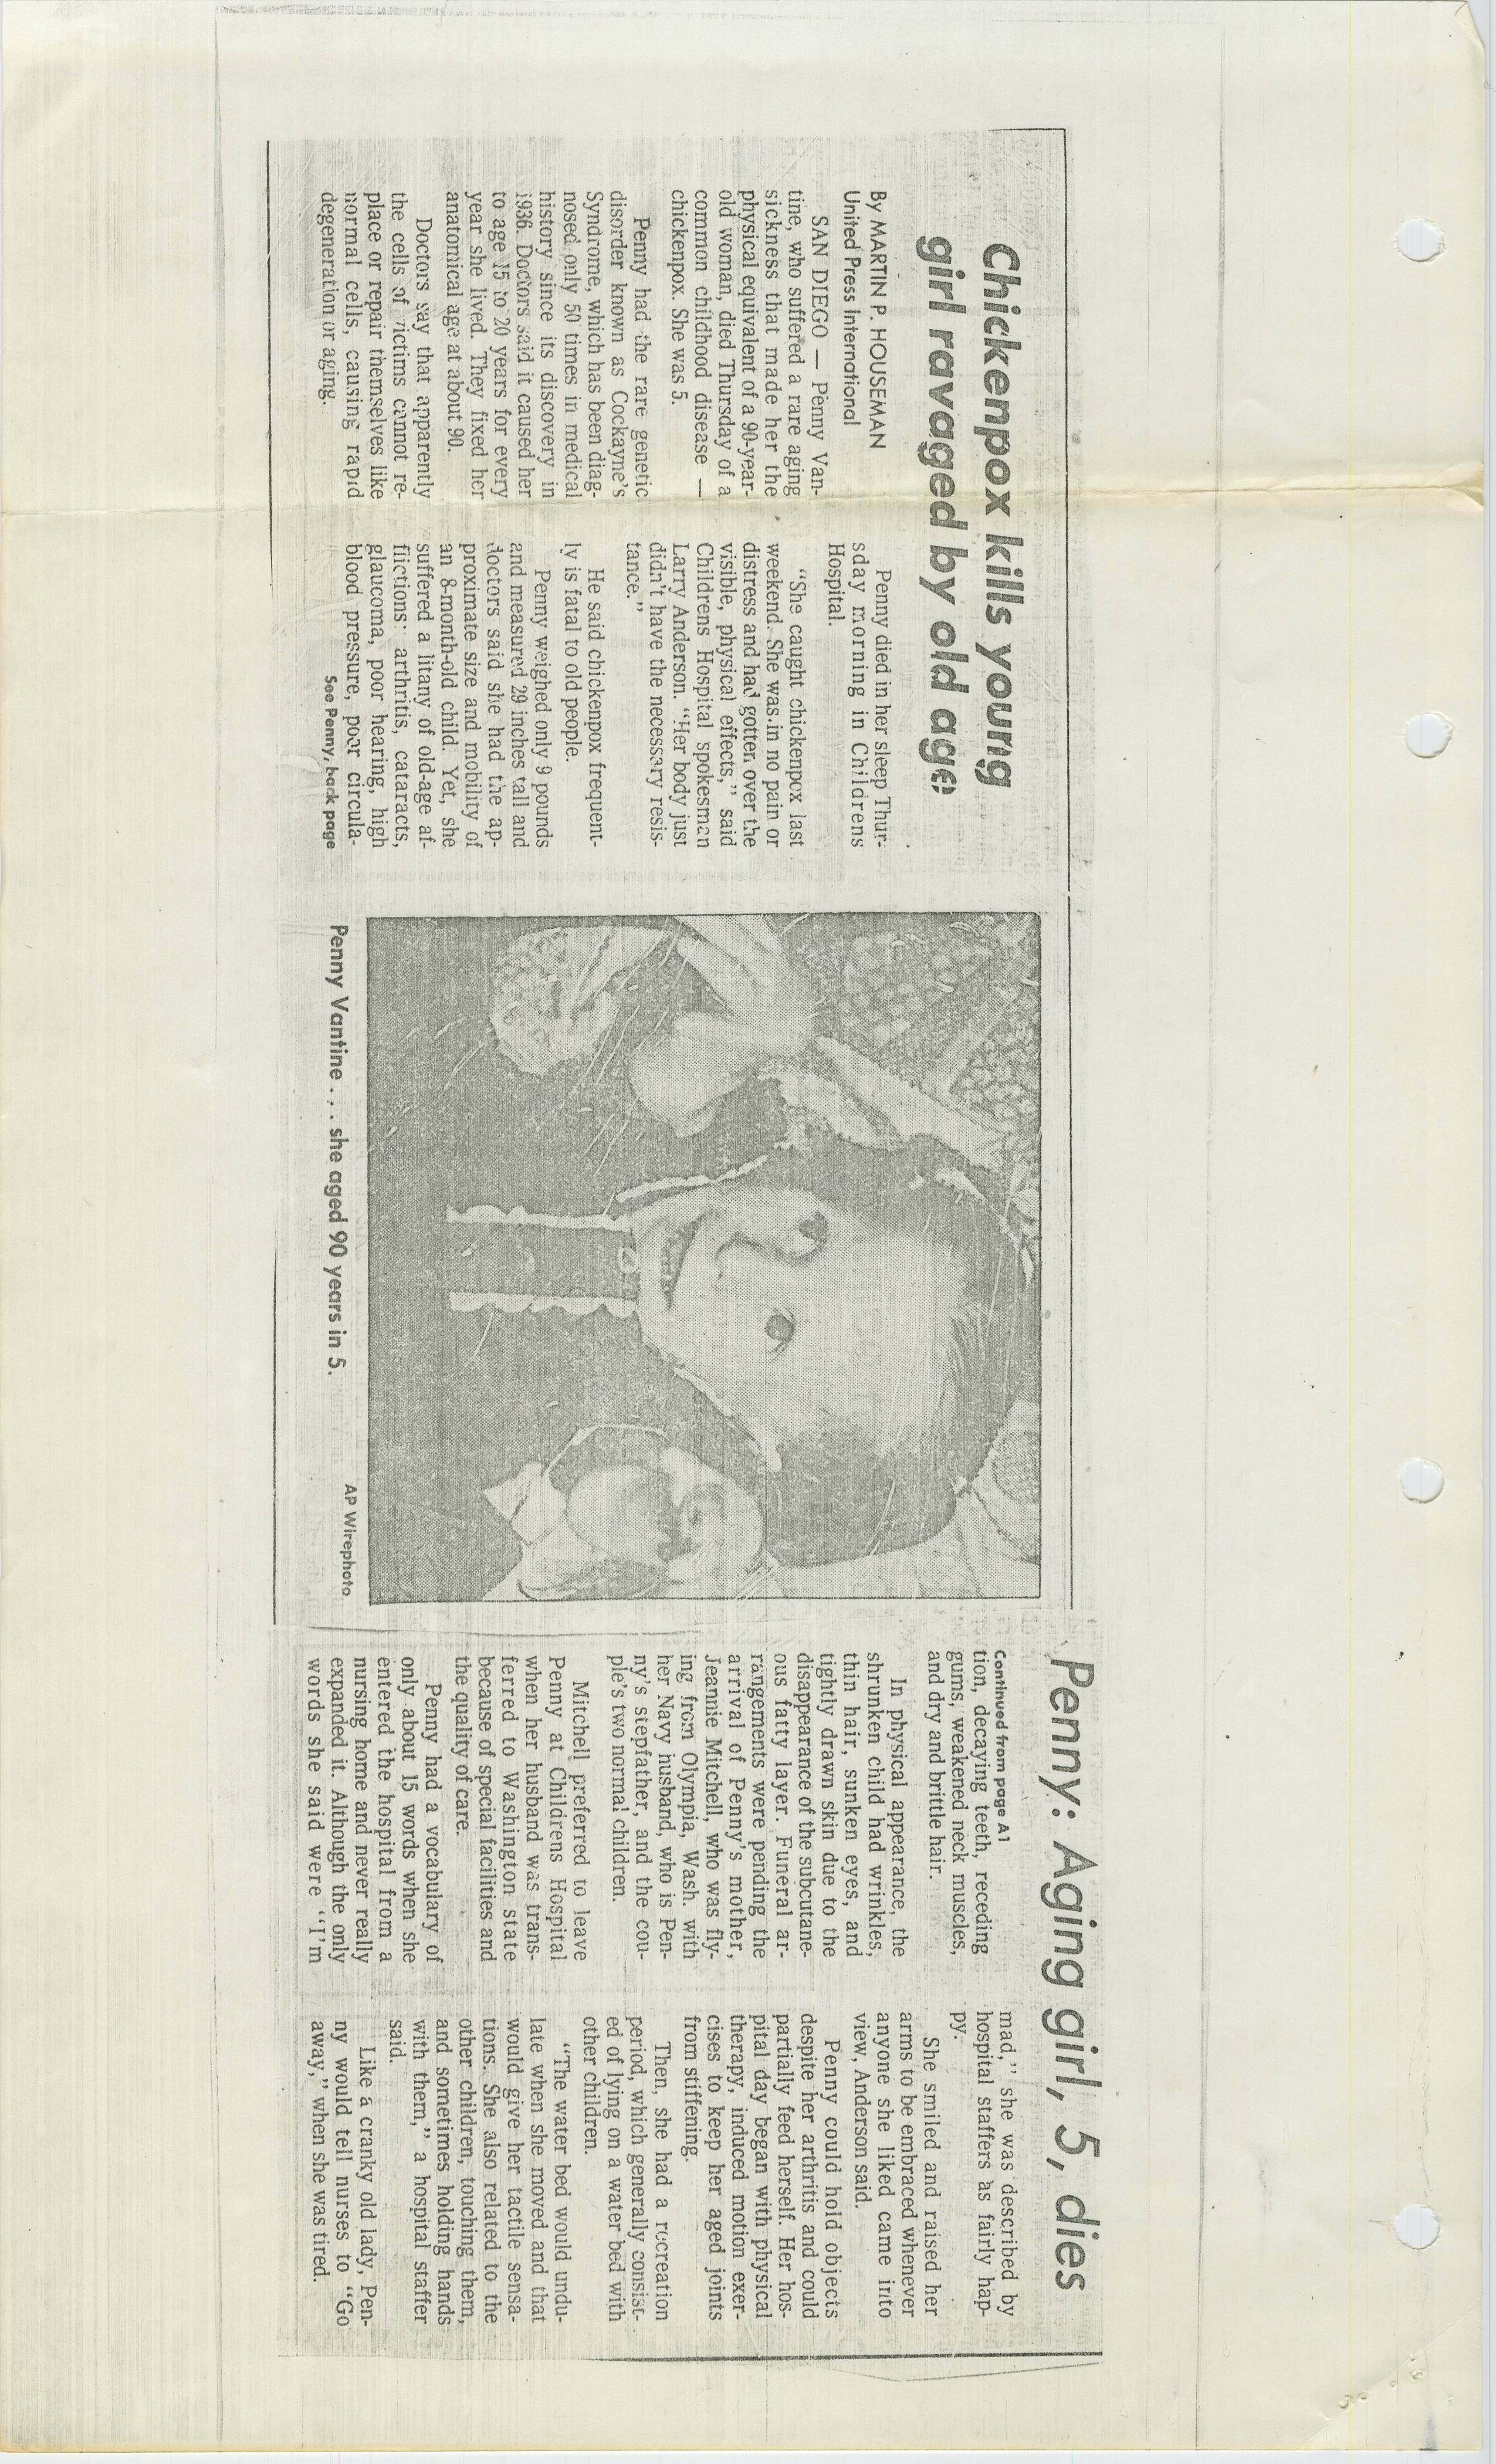 Chickenpox kills young
girl ravaged by old age
By MARTIN P. HOUSEMAN
United Press International
SAN DIEGO — Penny Van-
tine, who suffered a rare aging
sickness that made her the
physical equivalent of a 90-year-
old woman, died Thursday of a
common childhood disease —
chickenpox. She was 5.
Penny had the rare genetic
disorder known as Cockayne's
Syndrome, which has been diag-
nosed only 50 times in medical
history since its discovery in
1936. Doctors said it caused her
to age 15 to 20 years for every
year she lived. They fixed her
anatomical age at about 90.
Doctors say that apparently
the cells of victims cannot re-
place or repair themselves like
normal cells, causing rapid
degeneration or aging.
Penny died in her sleep Thur-
sday morning in Childrens
Hospital.
"She caught chickenpox last
weekend. She was in no pain or
distress and had gotten over the
visible, physical effects," said
Childrens Hospital spokesman
Larry Anderson. "Her body just
didn't have the necessary resis-
tance."
He said chickenpox frequent-
ly is fatal to old people.
Penny weighed only 9 pounds
and measured 29 inches tall and
doctors said she had the ap-
proximate size and mobility of
an 8-month-old child. Yet, she
suffered a litany of old-age af-
flictions: arthritis, cataracts,
glaucoma, poor hearing, high
blood pressure, poor circula-
See Penny, back page
Penny Vantine . . . she aged 90 years in 5.
AP Wirephoto
Penny: Aging girl, 5, dies
Continued from page A1
tion, decaying teeth, receding
gums, weakened neck muscles,
and dry and brittle hair.
In physical appearance, the
shrunken child had wrinkles,
thin hair, sunken eyes, and
tightly drawn skin due to the
disappearance of the subcutane-
ous fatty layer. Funeral ar-
rangements were pending the
arrival of Penny's mother,
Jeannie Mitchell, who was fly-
ing from Olympia, Wash. with
her Navy husband, who is Pen-
ny's stepfather, and the cou-
ple's two normal children.
Mitchell preferred to leave
Penny at Childrens Hospital
when her husband was trans-
ferred to Washington state
because of special facilities and
the quality of care.
Penny had a vocabulary of
only about 15 words when she
entered the hospital from a
nursing home and never really
expanded it. Although the only
words she said were "I'm
mad," she was described by
hospital staffers as fairly hap-
py.
She smiled and raised her
arms to be embraced whenever
anyone she liked came into
view, Anderson said.
Penny could hold objects
despite her arthritis and could
partially feed herself. Her hos-
pital day began with physical
therapy, induced motion exer-
cises to keep her aged joints
from stiffening.
Then, she had a recreation
period, which generally consist-
ed of lying on a water bed with
other children.
"The water bed would undu-
late when she moved and that
would give her tactile sensa-
tions. She also related to the
other children, touching them,
and sometimes holding hands
with them," a hospital staffer
said.
Like a cranky old lady, Pen-
ny would tell nurses to "Go
away," when she was tired.